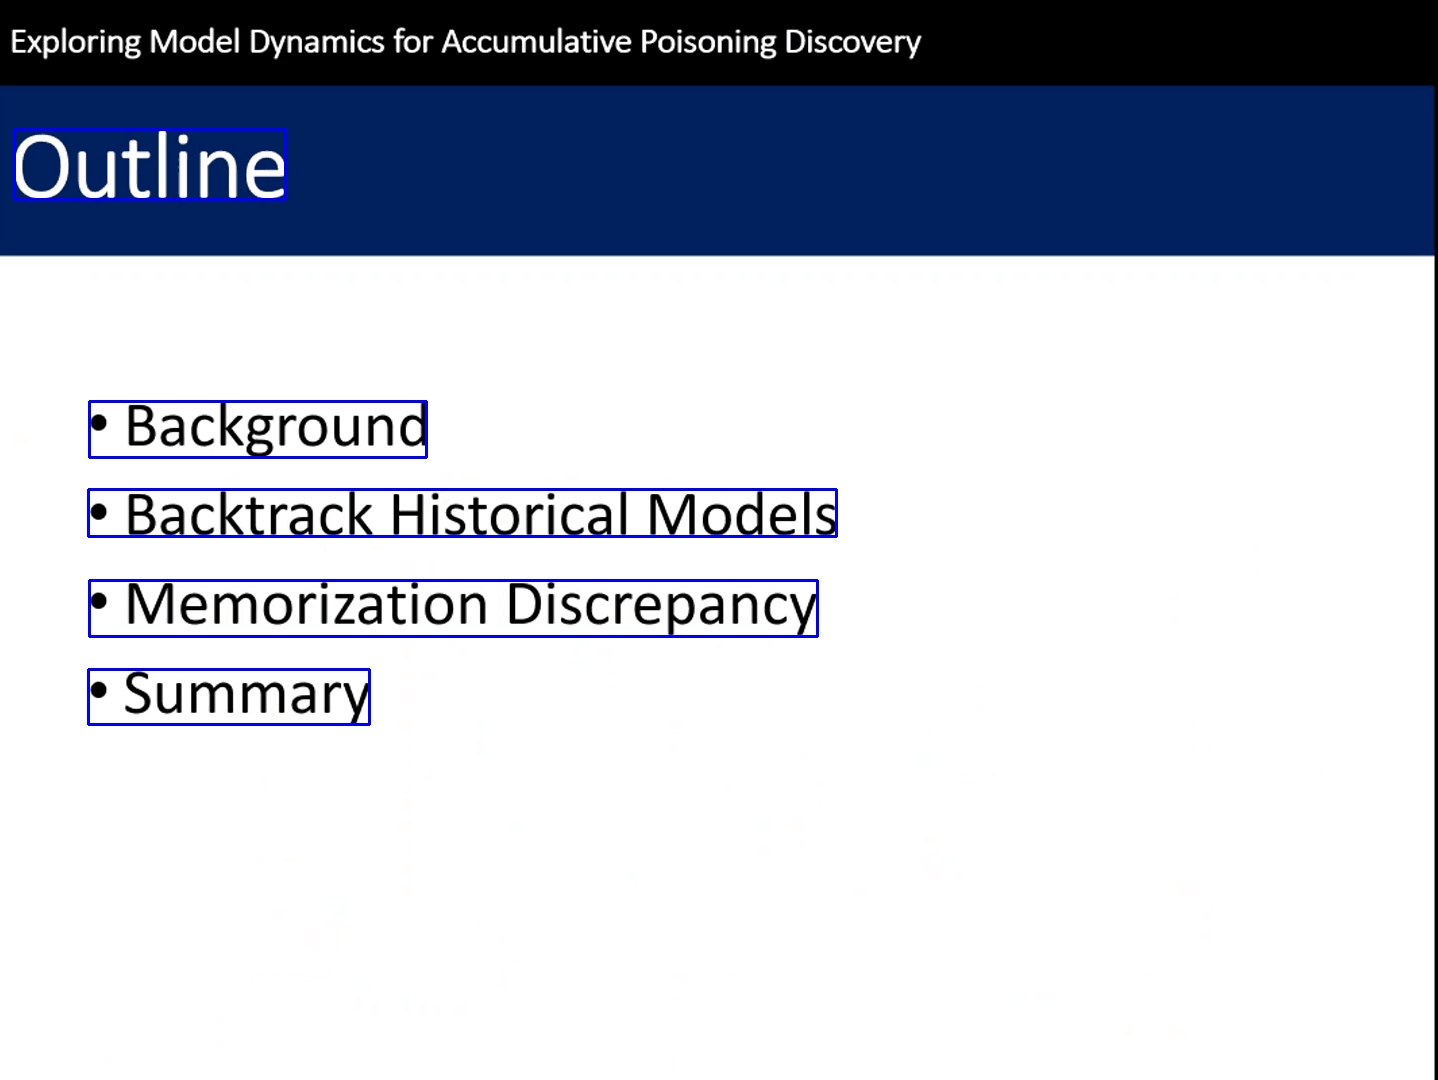 Exploring Model Dynamics for Accumulative Poisoning Discovery
Outline
• Background
• Backtrack Historical Models
• Memorization Discrepancy
• Summary